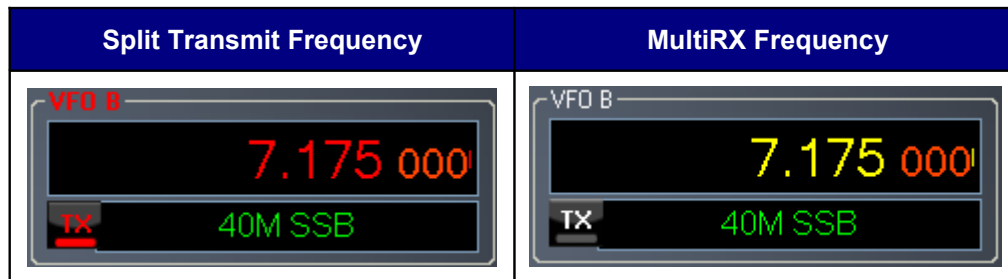 Split Transmit Frequency
MultiRX Frequency
VFO B
7.175 000
TX 40M SSB
VFO B
7.175 000
TX 40M SSB